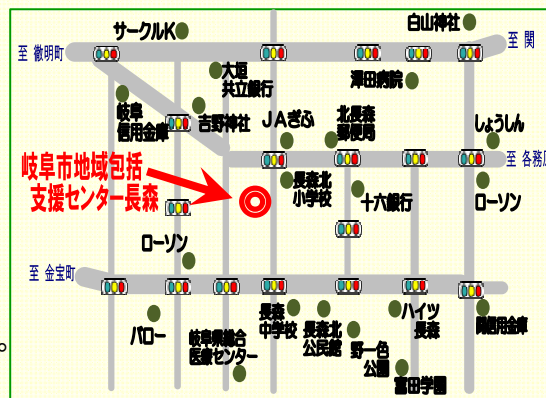 サークルK
白山神社
至 徹明町
至 関
大垣
共立銀行
澤田病院
岐阜
信用金庫
吉野神社
JAぎふ
北長森
郵便局
しょうしん
至 各務原
岐阜市地域包括
支援センター長森
長森北
小学校
十六銀行
ローソン
ローソン
至 金宝町
バロー
岐阜県総合
医療センター
長森
中学校
長森北
公民館
野一色
公園
ハイツ
長森
富田学園
関信用金庫